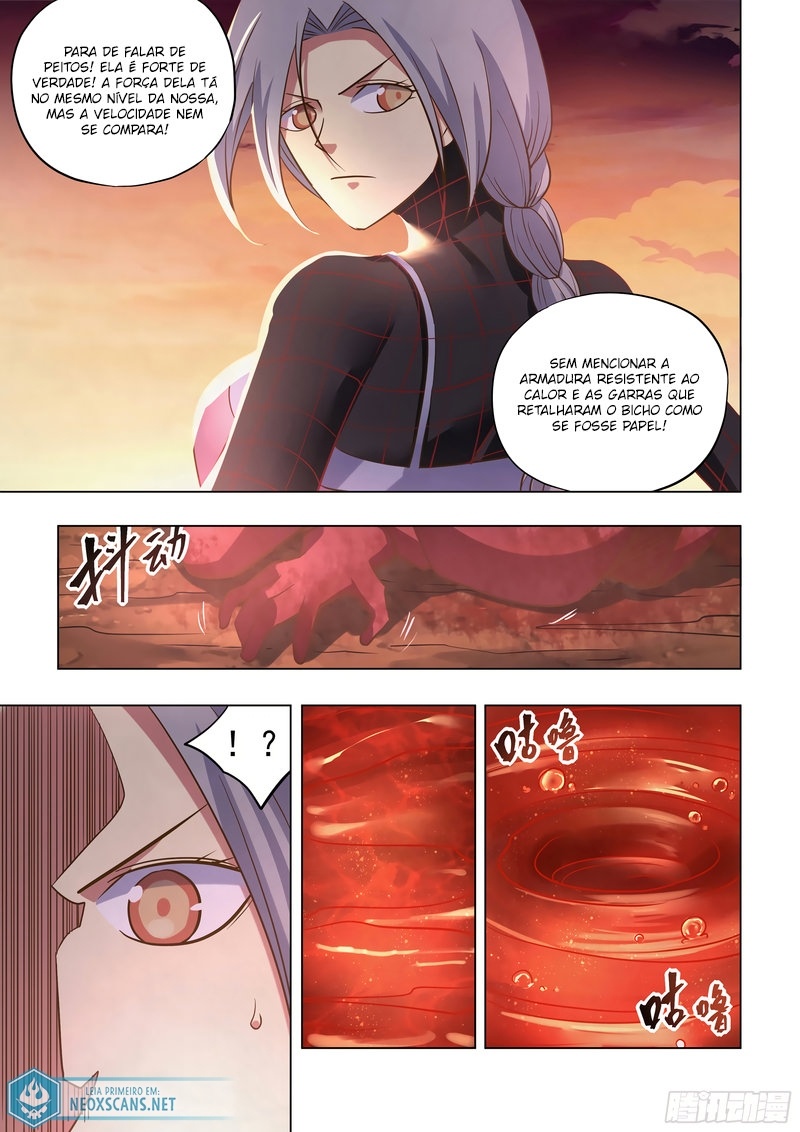 PARA DE FALAR DE
PEITOS! ELA É FORTE DE
VERDADE! A FORÇA DELA TÁ
NO MESMO NÍVEL DA NOSSA,
MAS A VELOCIDADE NEM
SE COMPARA!
SEM MENCIONAR A
ARMADURA RESISTENTE AO
CALOR E AS GARRAS QUE
RETALHARAM O BICHO COMO
SE FOSSE PAPEL!
抖动
！？
咕噜
咕噜
LEIA PRIMEIRO EM:
NEOXSCANS.NET
腾讯动漫